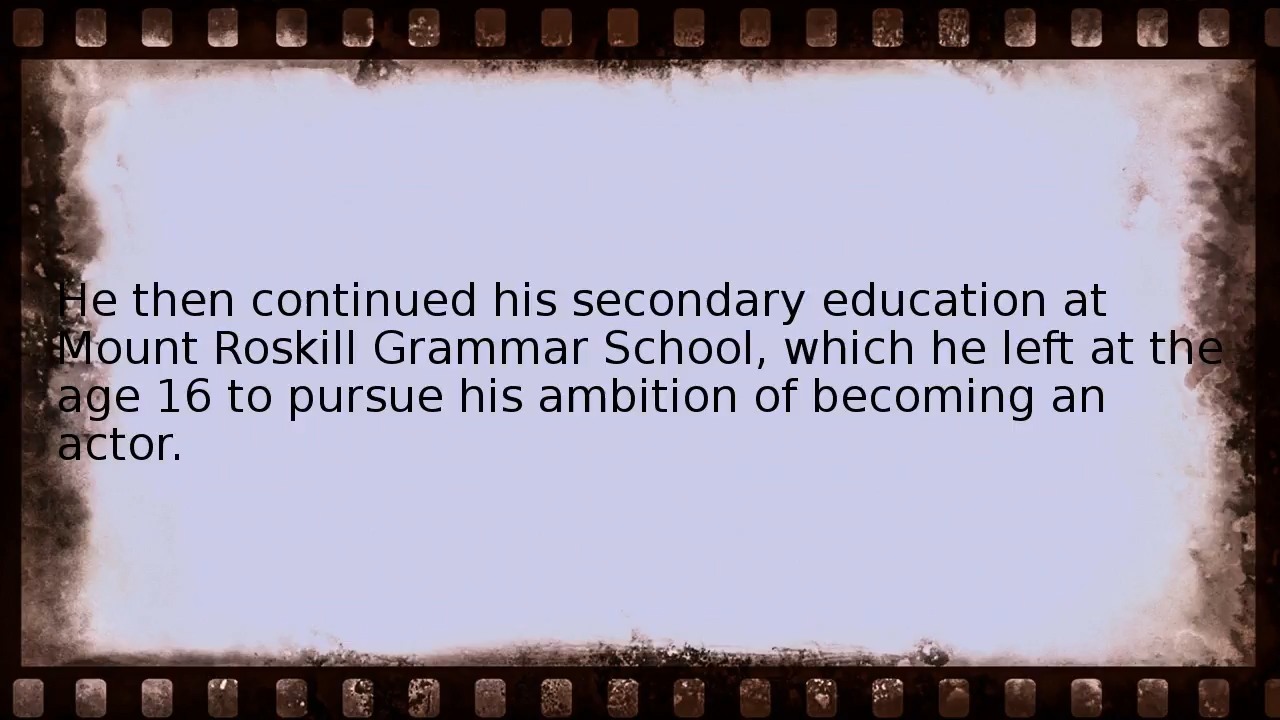 He then continued his secondary education at
Mount Roskill Grammar School, which he left at the
age 16 to pursue his ambition of becoming an
actor.